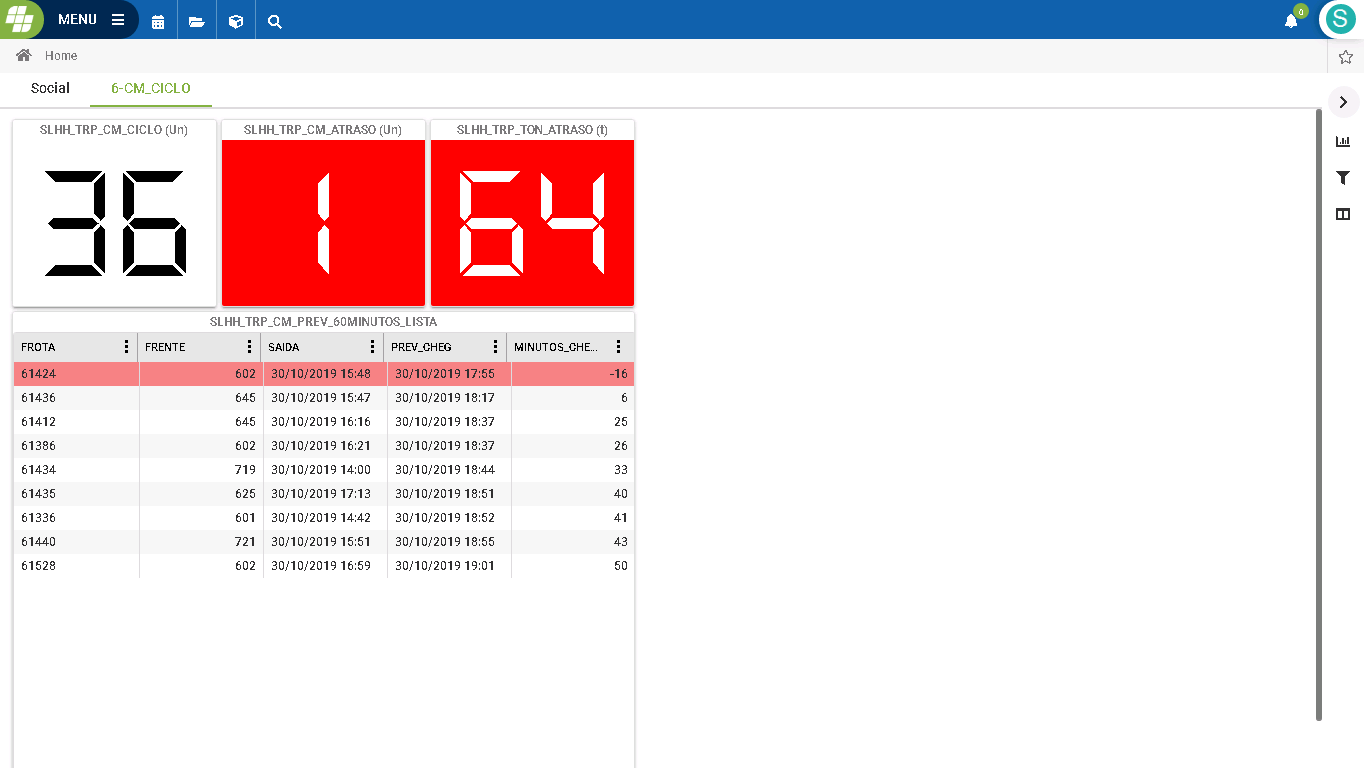 MENU
0
S
Home
Social 6-CM_CICLO
SLHH_TRP_CM_CICLO (Un) SLHH_TRP_CM_ATRASO (Un) SLHH_TRP_TON_ATRASO (t)
36 1 64
SLHH_TRP_CM_PREV_60MINUTOS_LISTA
FROTA FRENTE SAIDA PREV_CHEG MINUTOS_CHE...
61424 602 30/10/2019 15:48 30/10/2019 17:55 -16
61436 645 30/10/2019 15:47 30/10/2019 18:17 6
61412 645 30/10/2019 16:16 30/10/2019 18:37 25
61386 602 30/10/2019 16:21 30/10/2019 18:37 26
61434 719 30/10/2019 14:00 30/10/2019 18:44 33
61435 625 30/10/2019 17:13 30/10/2019 18:51 40
61336 601 30/10/2019 14:42 30/10/2019 18:52 41
61440 721 30/10/2019 15:51 30/10/2019 18:55 43
61528 602 30/10/2019 16:59 30/10/2019 19:01 50